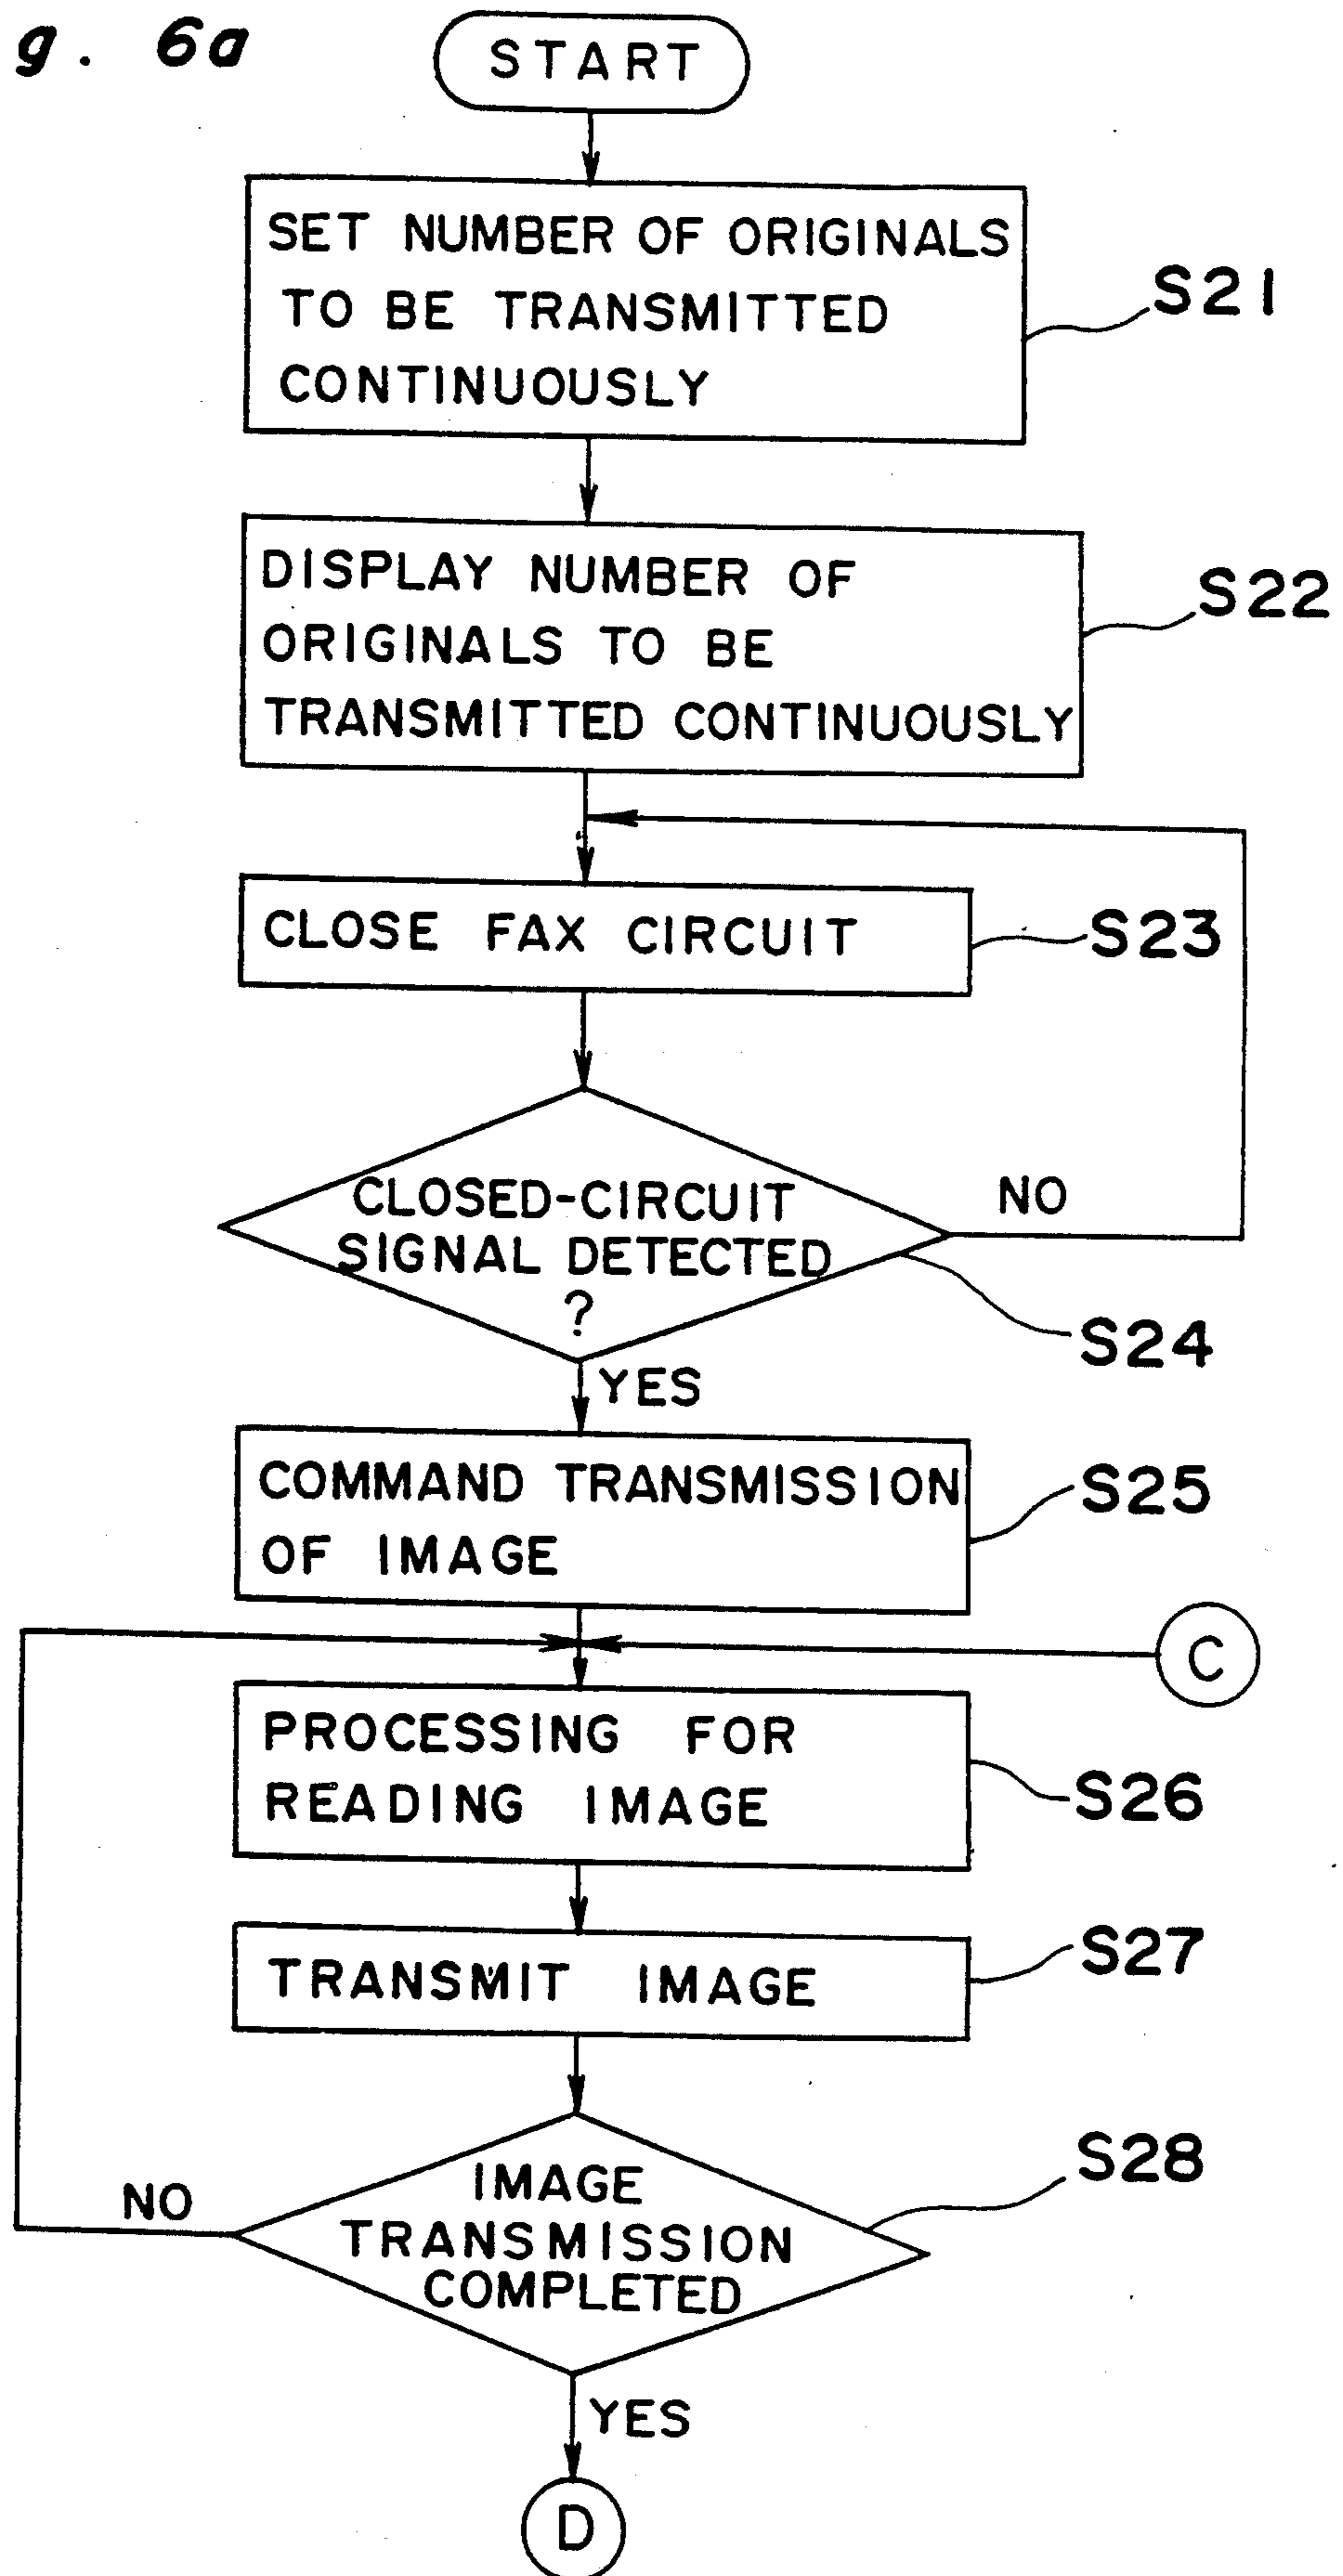 g. 6a
START
SET NUMBER OF ORIGINALS
TO BE TRANSMITTED
CONTINUOUSLY
S21
DISPLAY NUMBER OF
ORIGINALS TO BE
TRANSMITTED CONTINUOUSLY
S22
CLOSE FAX CIRCUIT
S23
CLOSED-CIRCUIT
SIGNAL DETECTED
?
NO
S24
YES
COMMAND TRANSMISSION
OF IMAGE
S25
C
PROCESSING FOR
READING IMAGE
S26
TRANSMIT IMAGE
S27
IMAGE
TRANSMISSION
COMPLETED
S28
NO
YES
D